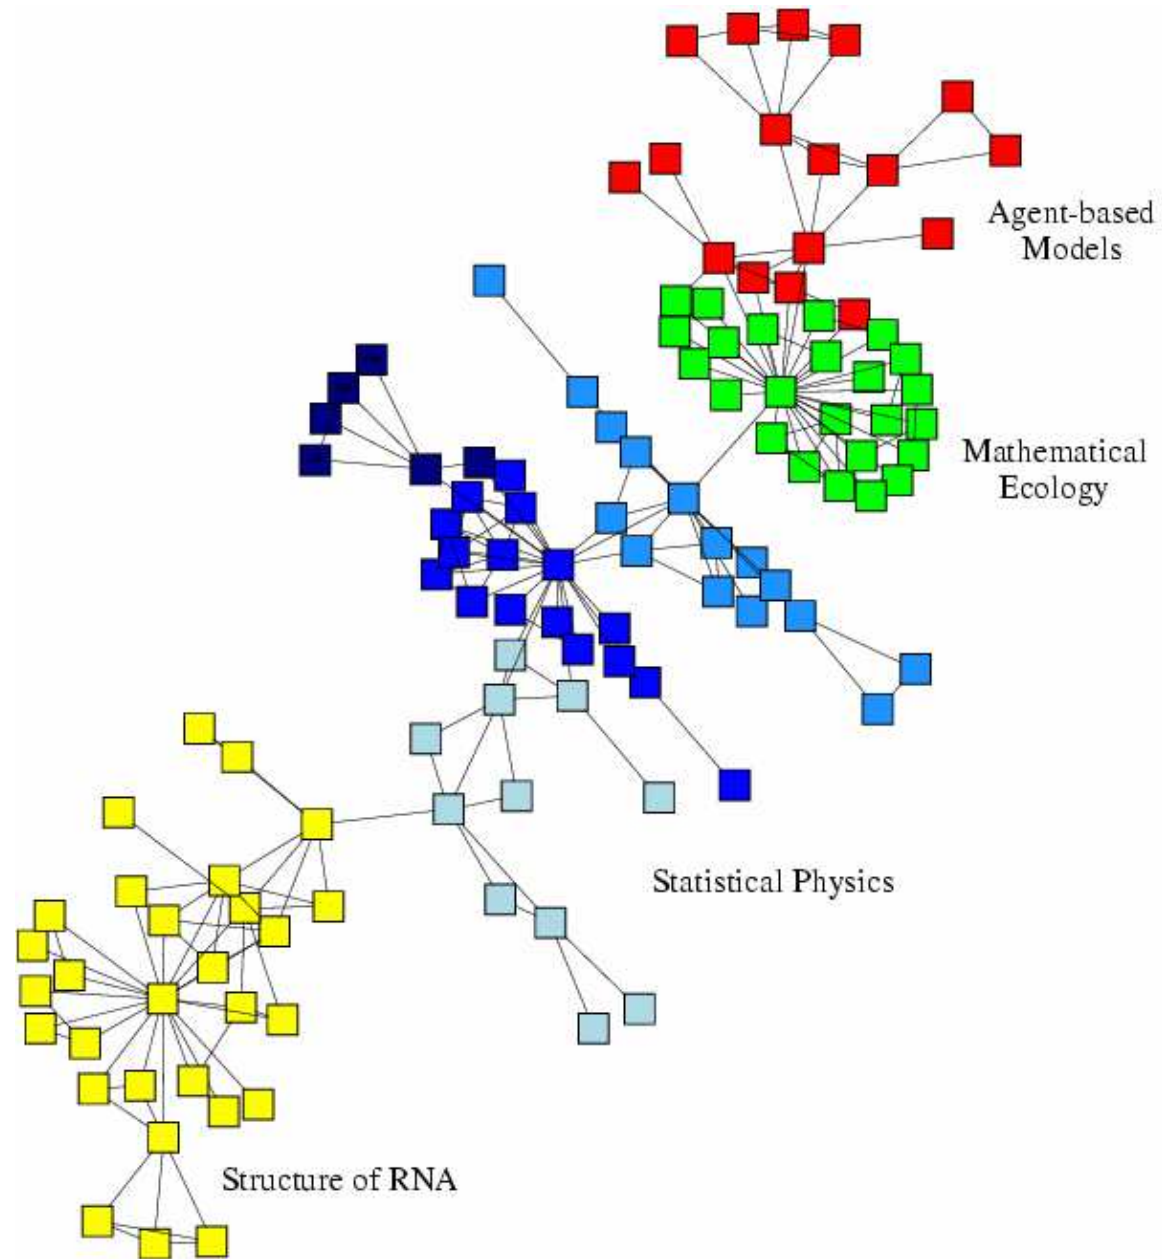 Agent-based
Models
Mathematical
Ecology
Statistical Physics
Structure of RNA